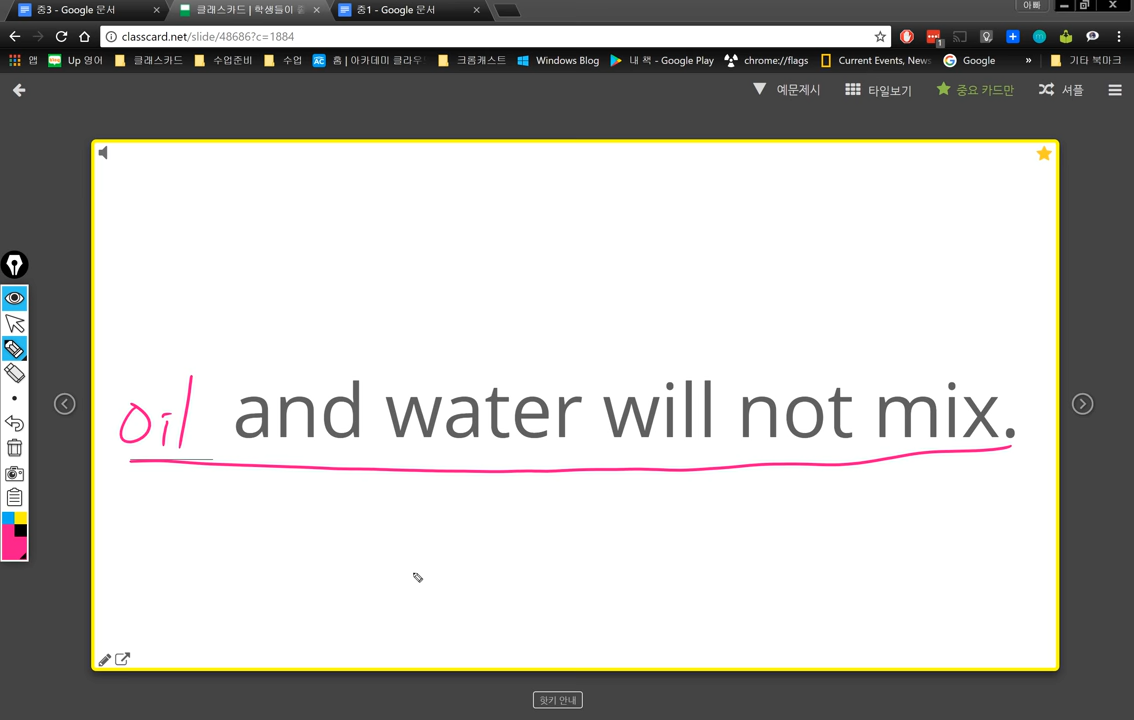 중3 - Google 문서
클래스카드 | 학생들이
중1 - Google 문서
아빠
classcard.net/slide/48686?c=1884
앱 Up 영어 클래스카드 수업준비 수업 홈 | 아카데미 클라우 크롬캐스트 Windows Blog 내 책 - Google Play chrome://flags Current Events, News Google » 기타 북마크
예문제시 타일보기 중요 카드만 셔플
oil and water will not mix.
핫키 안내